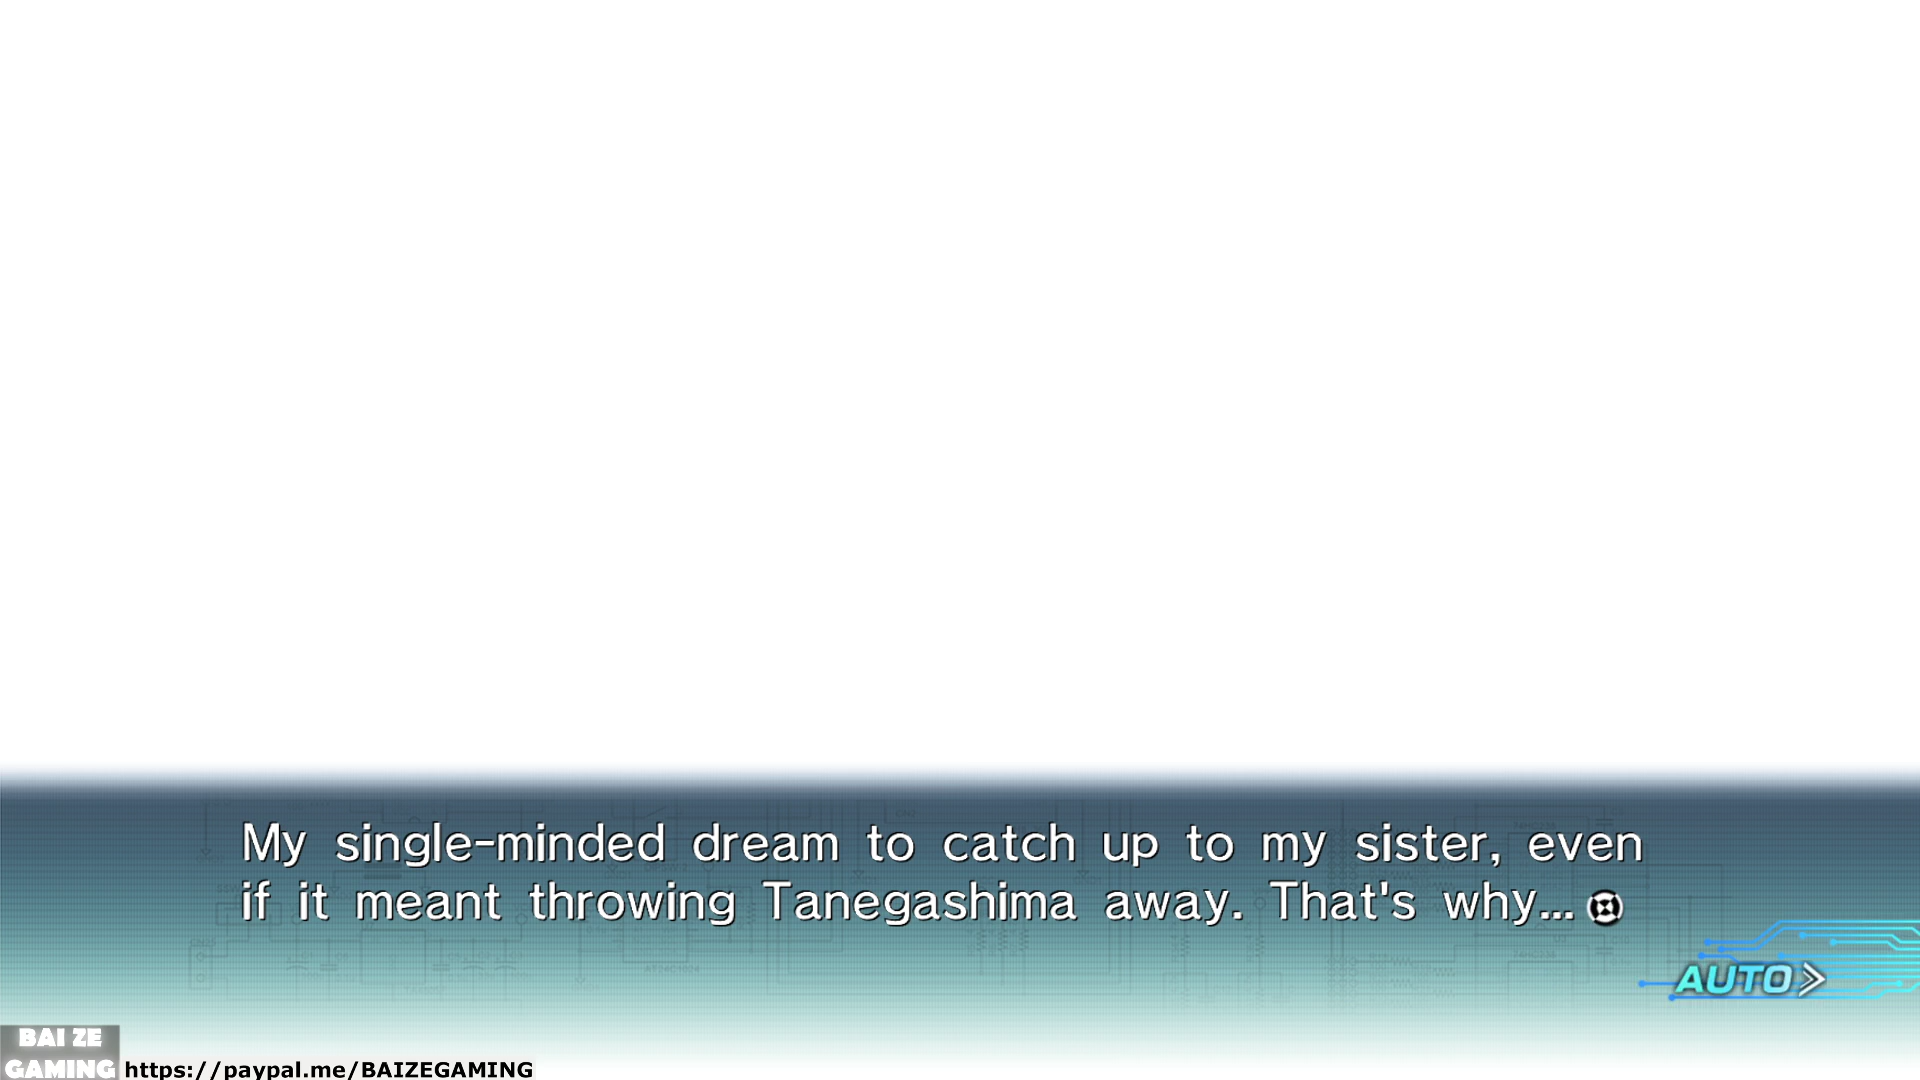 My single-minded dream to catch up to my sister, even
if it meant throwing Tanegashima away. That's why...
AUTO
BAI ZE
GAMING https://paypal.me/BAIZEGAMING